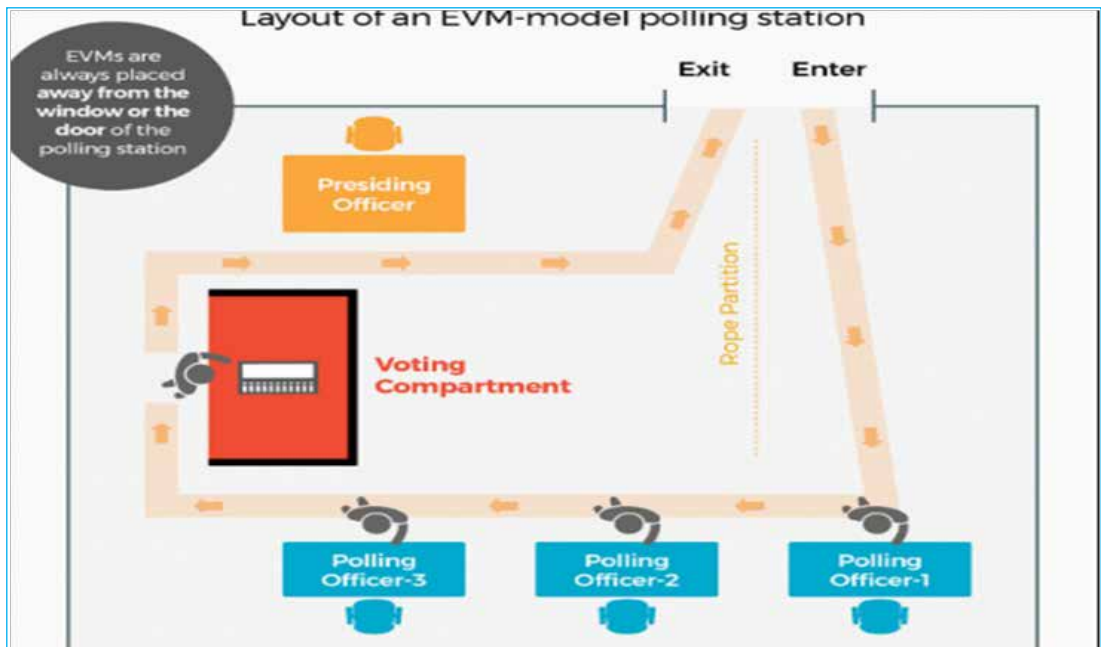 Layout of an EVM-model polling station
EVMs are
always placed
away from the
window or the
door of the
polling station
Exit
Enter
Presiding
Officer
Rope Partition
Voting
Compartment
Polling
Officer-3
Polling
Officer-2
Polling
Officer-1